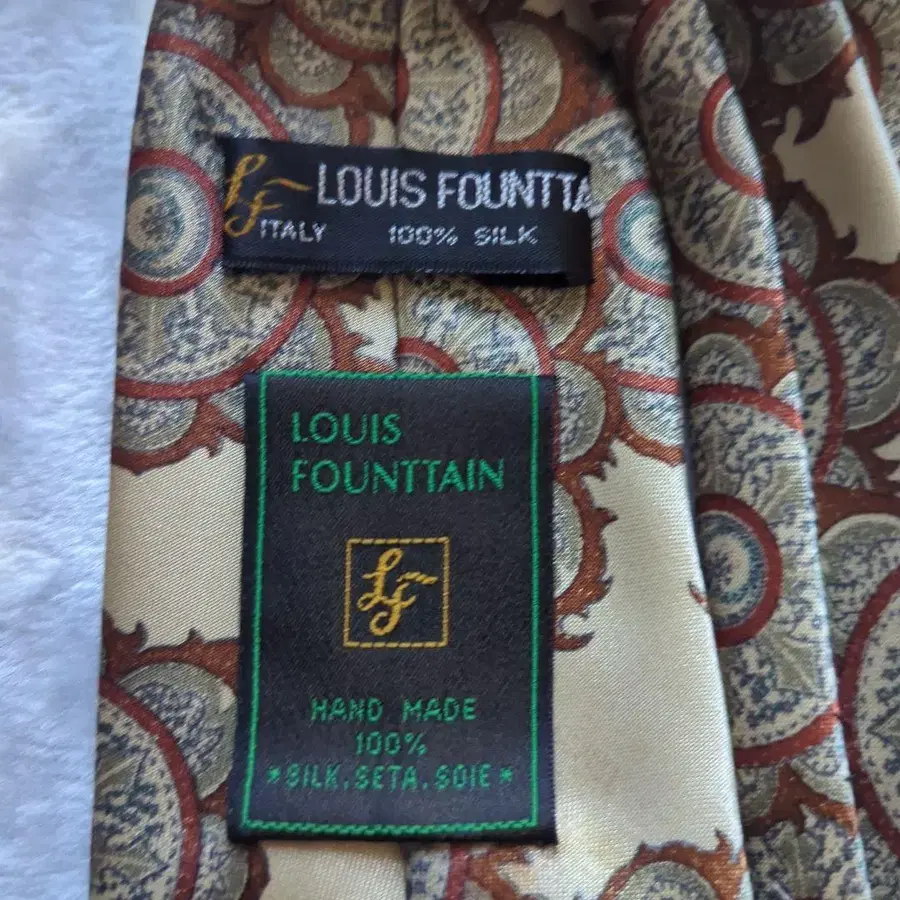 LF LOUIS FOUNTTA
ITALY 100% SILK
LOUIS
FOUNTTAIN
LF
HAND MADE
100%
*SILK.SETA.SOIE*